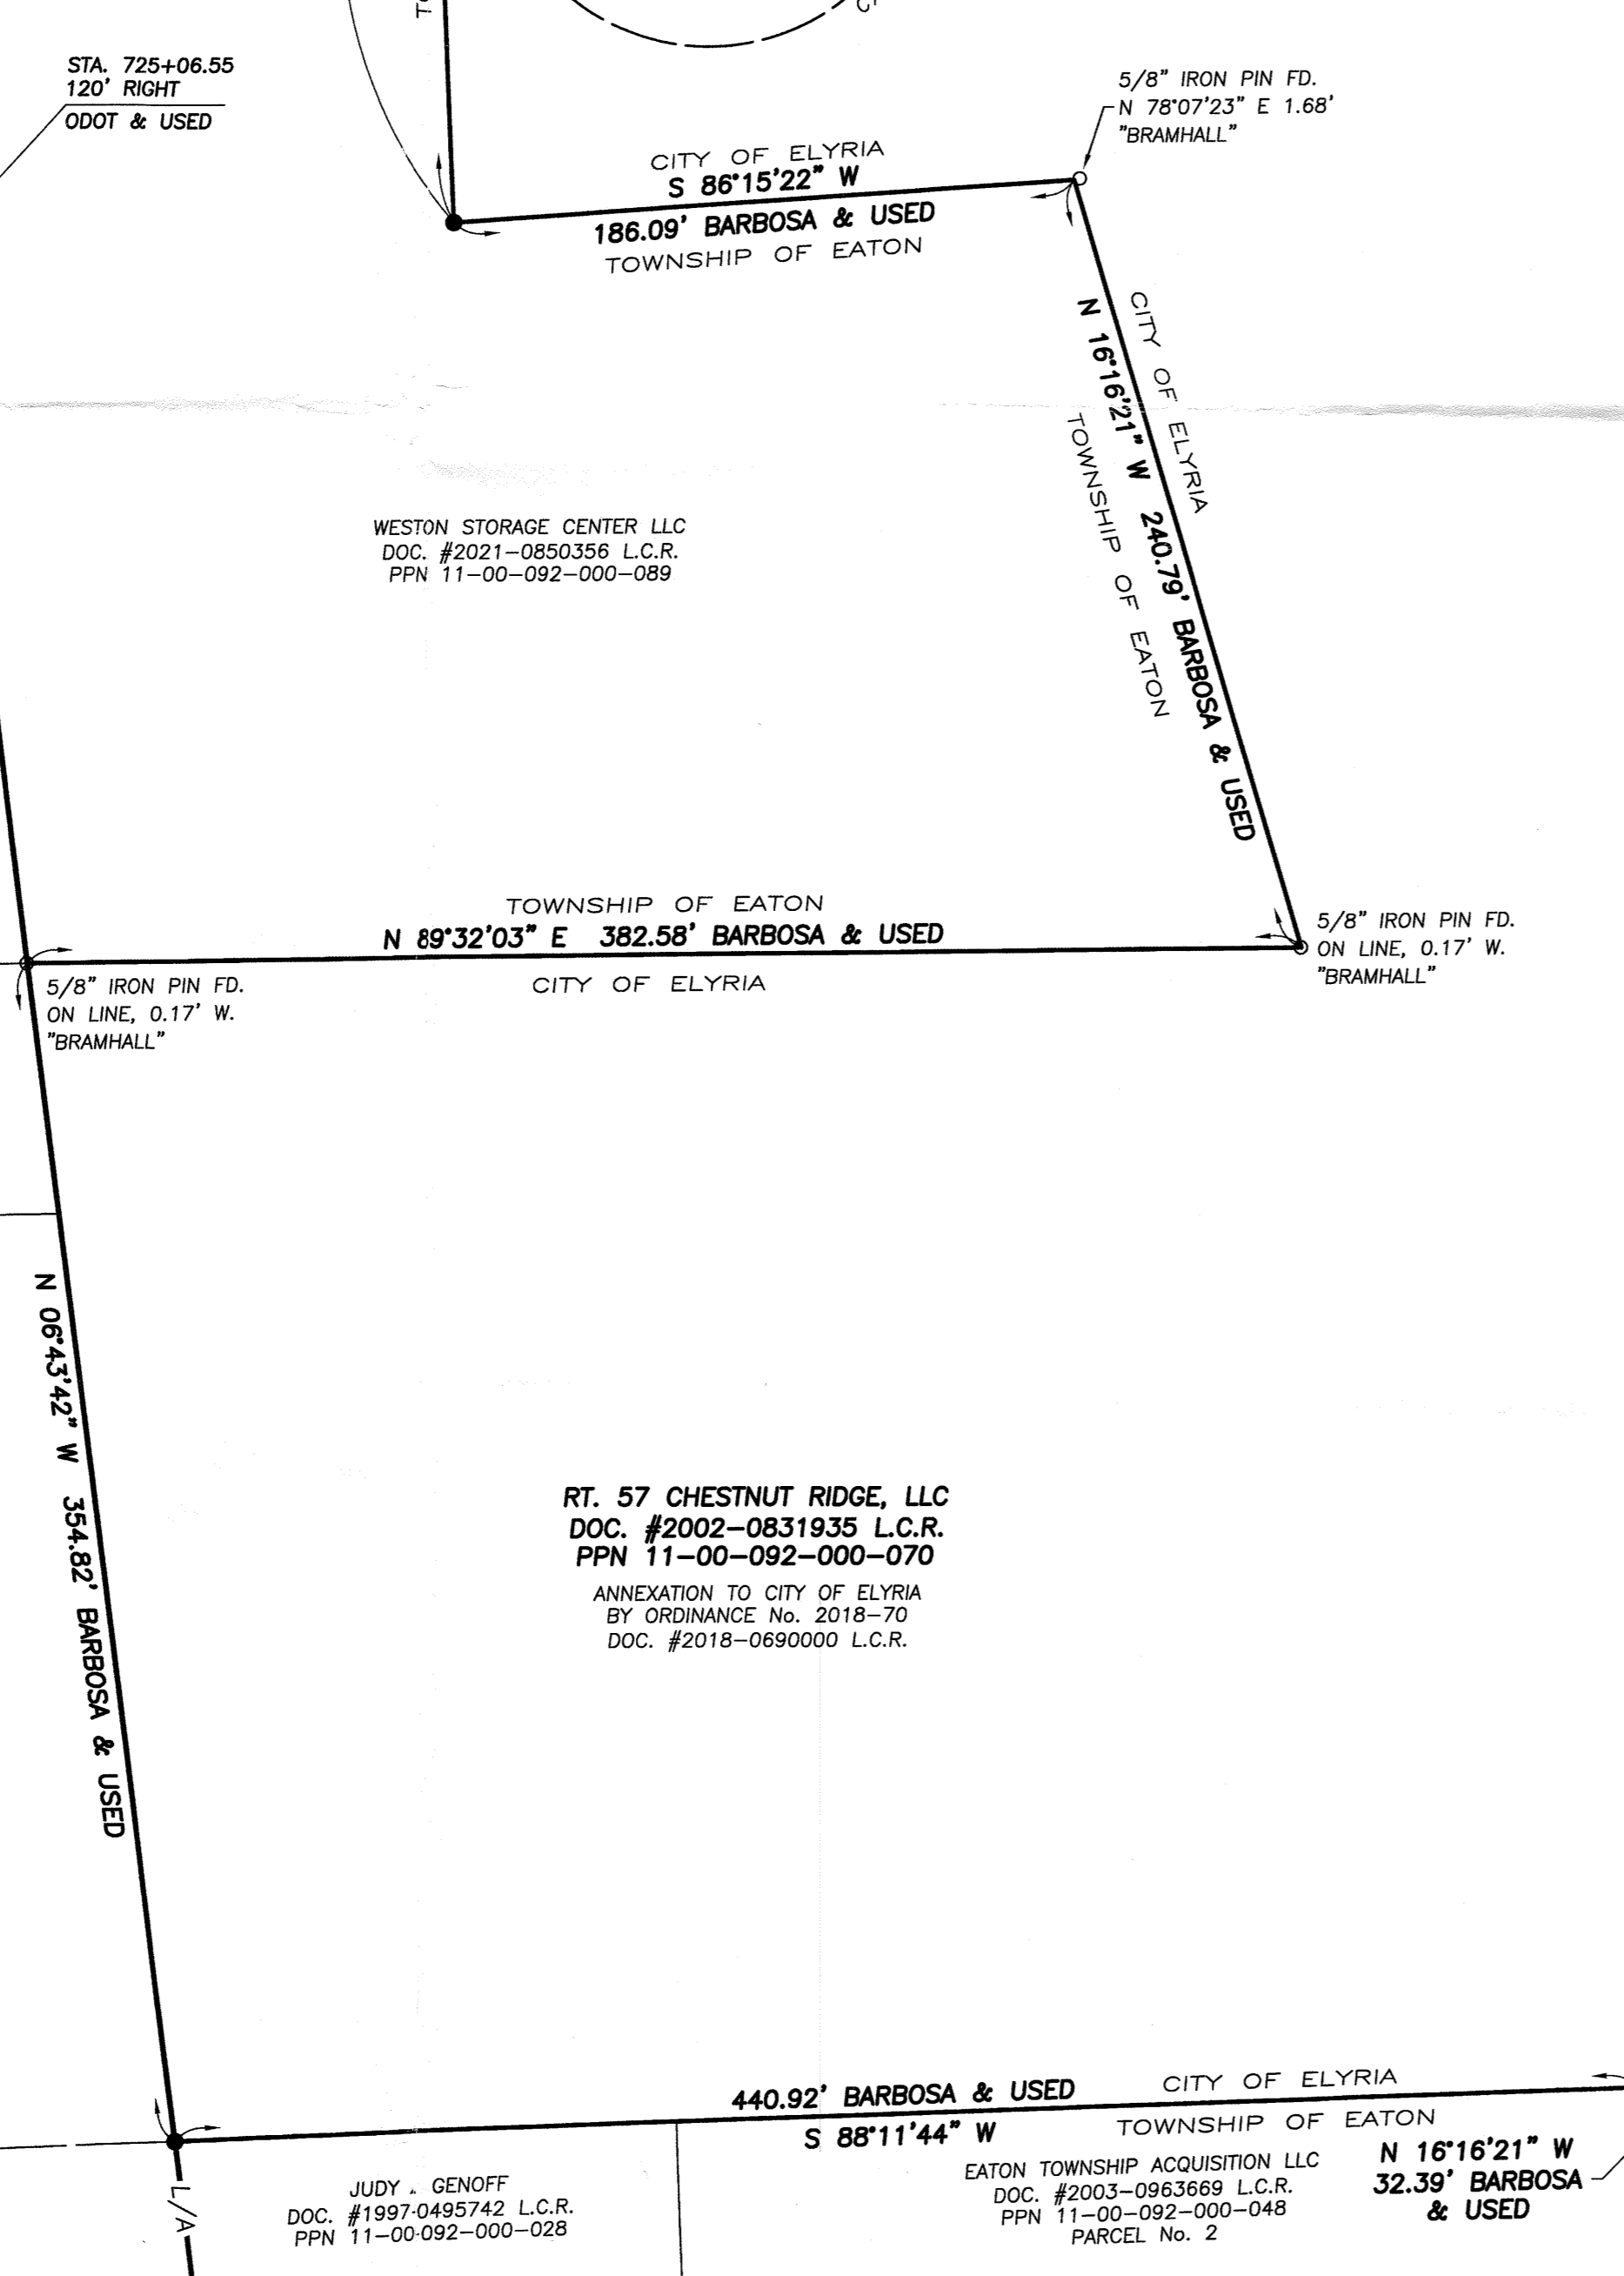 STA. 725+06.55
120' RIGHT
ODOT & USED
5/8" IRON PIN FD.
N 78°07'23" E 1.68'
"BRAMHALL"
CITY OF ELYRIA
S 86°15'22" W
186.09' BARBOSA & USED
TOWNSHIP OF EATON
CITY OF ELYRIA
N 16°16'21" W 240.79' BARBOSA & USED
TOWNSHIP OF EATON
WESTON STORAGE CENTER LLC
DOC. #2021-0850356 L.C.R.
PPN 11-00-092-000-089
TOWNSHIP OF EATON
N 89°32'03" E 382.58' BARBOSA & USED
CITY OF ELYRIA
5/8" IRON PIN FD.
ON LINE, 0.17' W.
"BRAMHALL"
5/8" IRON PIN FD.
ON LINE, 0.17' W.
"BRAMHALL"
N 06°43'42" W 354.82' BARBOSA & USED
RT. 57 CHESTNUT RIDGE, LLC
DOC. #2002-0831935 L.C.R.
PPN 11-00-092-000-070
ANNEXATION TO CITY OF ELYRIA
BY ORDINANCE No. 2018-70
DOC. #2018-0690000 L.C.R.
440.92' BARBOSA & USED
CITY OF ELYRIA
S 88°11'44" W
TOWNSHIP OF EATON
N 16°16'21" W
32.39' BARBOSA
& USED
EATON TOWNSHIP ACQUISITION LLC
DOC. #2003-0963669 L.C.R.
PPN 11-00-092-000-048
PARCEL No. 2
JUDY GENOFF
DOC. #1997-0495742 L.C.R.
PPN 11-00-092-000-028
L/A